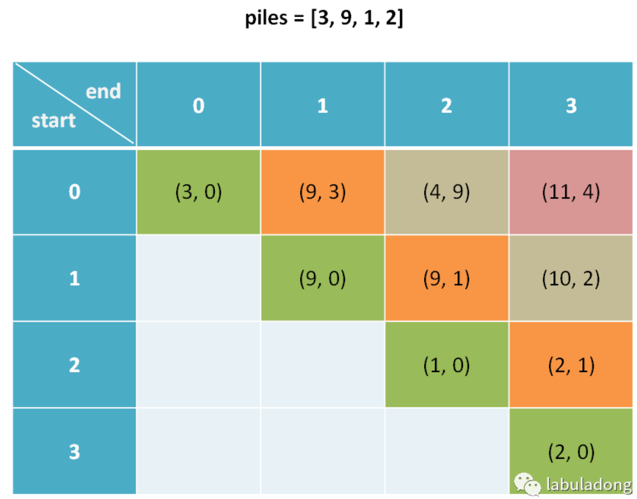 piles = [3, 9, 1, 2]
end
start
0 1 2 3
0 (3, 0) (9, 3) (4, 9) (11, 4)
1 (9, 0) (9, 1) (10, 2)
2 (1, 0) (2, 1)
3 (2, 0)
labuladong